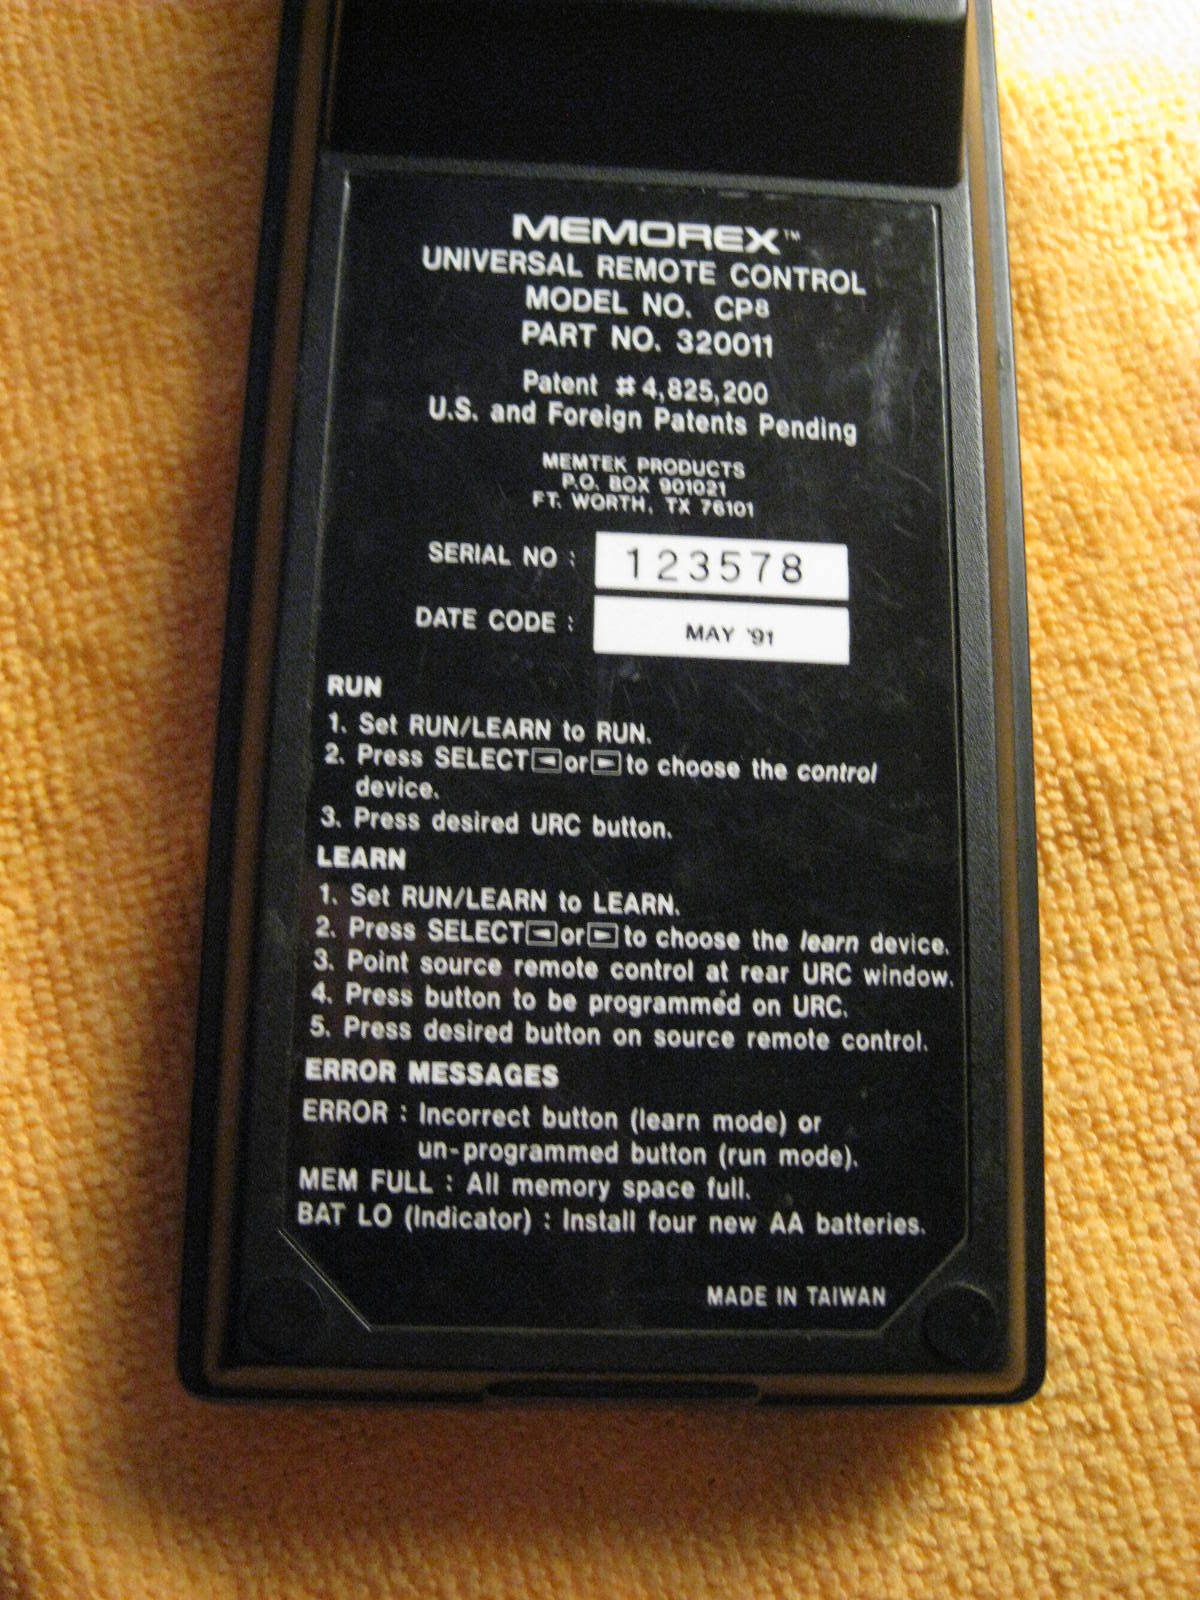 MEMOREX™
UNIVERSAL REMOTE CONTROL
MODEL NO. CP8
PART NO. 320011
Patent #4,825,200
U.S. and Foreign Patents Pending
MEMTEK PRODUCTS
P.O. BOX 901021
FT. WORTH, TX 76101
SERIAL NO : 123578
DATE CODE : MAY '91
RUN
1. Set RUN/LEARN to RUN.
2. Press SELECT ◄ or ► to choose the control
device.
3. Press desired URC button.
LEARN
1. Set RUN/LEARN to LEARN.
2. Press SELECT ◄ or ► to choose the learn device.
3. Point source remote control at rear URC window.
4. Press button to be programmed on URC.
5. Press desired button on source remote control.
ERROR MESSAGES
ERROR : Incorrect button (learn mode) or
un-programmed button (run mode).
MEM FULL : All memory space full.
BAT LO (Indicator) : Install four new AA batteries.
MADE IN TAIWAN